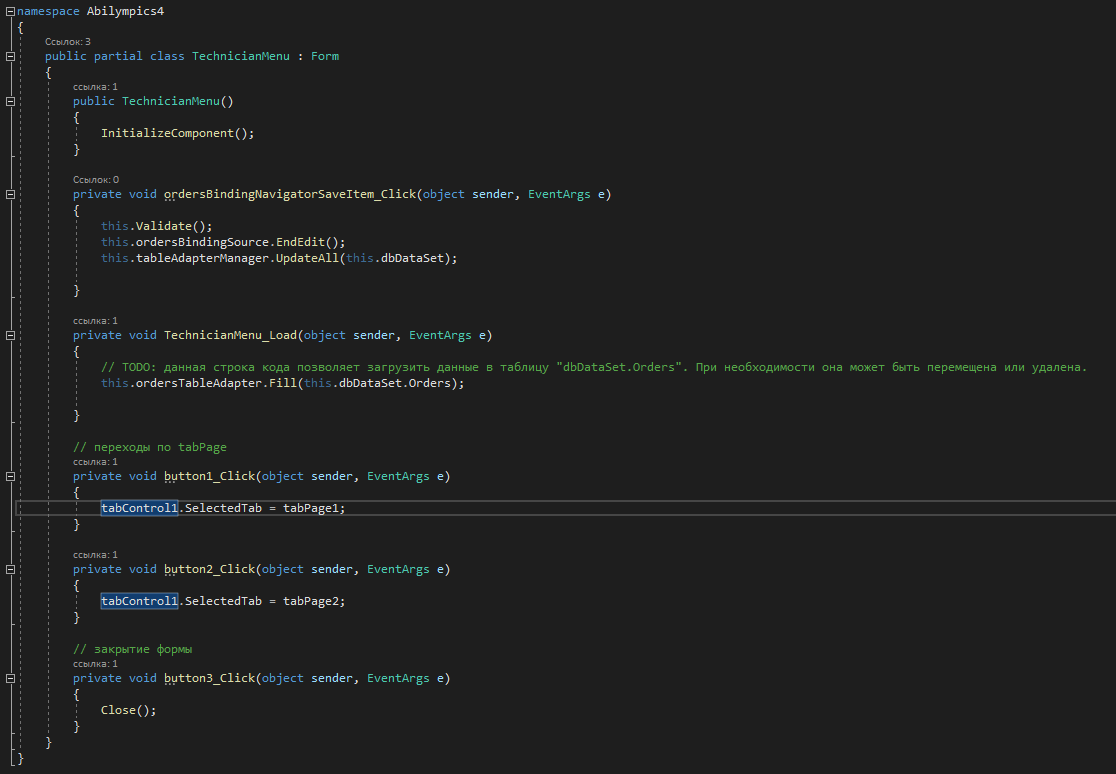 namespace Abilympics4
{
Ссылок: 3
public partial class TechnicianMenu : Form
{
ссылка: 1
public TechnicianMenu()
{
InitializeComponent();
}
Ссылок: 0
private void ordersBindingNavigatorSaveItem_Click(object sender, EventArgs e)
{
this.Validate();
this.ordersBindingSource.EndEdit();
this.tableAdapterManager.UpdateAll(this.dbDataSet);
}
ссылка: 1
private void TechnicianMenu_Load(object sender, EventArgs e)
{
// TODO: данная строка кода позволяет загрузить данные в таблицу "dbDataSet.Orders". При необходимости она может быть перемещена или удалена.
this.ordersTableAdapter.Fill(this.dbDataSet.Orders);
}
// переходы по tabPage
ссылка: 1
private void button1_Click(object sender, EventArgs e)
{
tabControl1.SelectedTab = tabPage1;
}
ссылка: 1
private void button2_Click(object sender, EventArgs e)
{
tabControl1.SelectedTab = tabPage2;
}
// закрытие формы
ссылка: 1
private void button3_Click(object sender, EventArgs e)
{
Close();
}
}
}